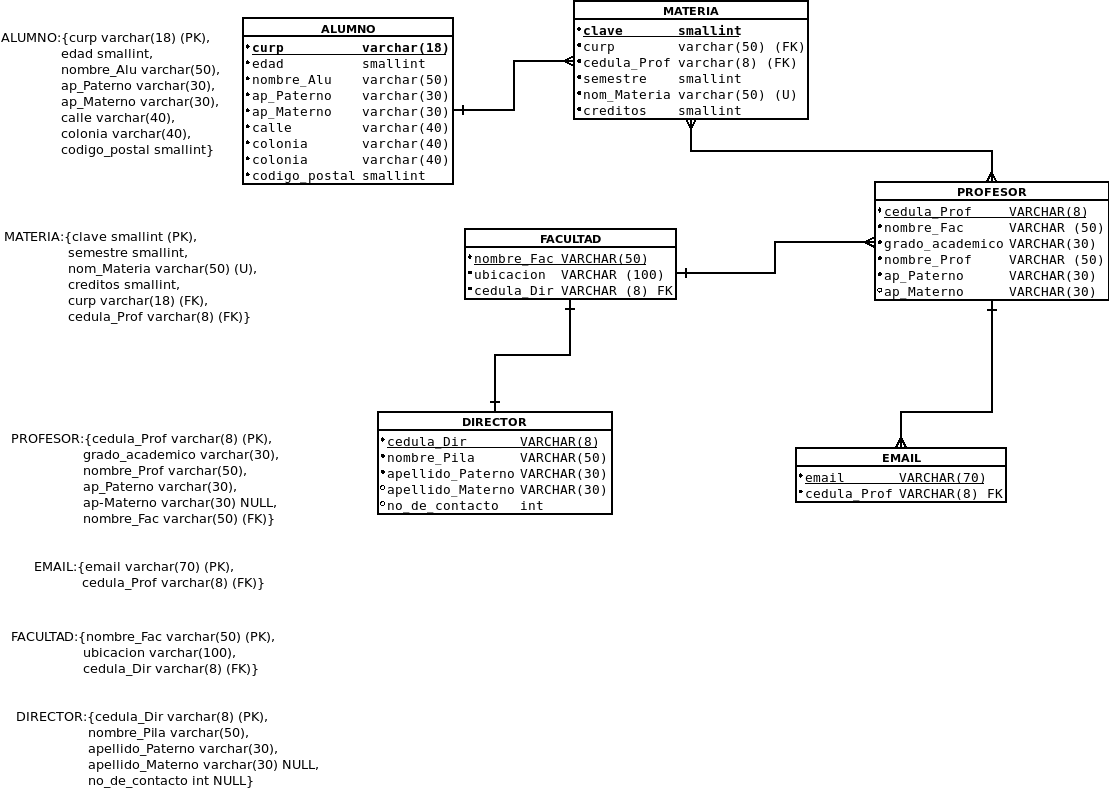 ALUMNO:{curp varchar(18) (PK),
edad smallint,
nombre_Alu varchar(50),
ap_Paterno varchar(30),
ap_Materno varchar(30),
calle varchar(40),
colonia varchar(40),
codigo_postal smallint}
ALUMNO
curp varchar(18)
edad smallint
nombre_Alu varchar(50)
ap_Paterno varchar(30)
ap_Materno varchar(30)
calle varchar(40)
colonia varchar(40)
colonia varchar(40)
codigo_postal smallint
MATERIA
clave smallint
curp varchar(50) (FK)
cedula_Prof varchar(8) (FK)
semestre smallint
nom_Materia varchar(50) (U)
creditos smallint
MATERIA:{clave smallint (PK),
semestre smallint,
nom_Materia varchar(50) (U),
creditos smallint,
curp varchar(18) (FK),
cedula_Prof varchar(8) (FK)}
FACULTAD
nombre_Fac VARCHAR(50)
ubicacion VARCHAR (100)
cedula_Dir VARCHAR (8) FK
PROFESOR
cedula_Prof VARCHAR(8)
nombre_Fac VARCHAR (50)
grado_academico VARCHAR(30)
nombre_Prof VARCHAR (50)
ap_Paterno VARCHAR(30)
ap_Materno VARCHAR(30)
PROFESOR:{cedula_Prof varchar(8) (PK),
grado_academico varchar(30),
nombre_Prof varchar(50),
ap_Paterno varchar(30),
ap-Materno varchar(30) NULL,
nombre_Fac varchar(50) (FK)}
DIRECTOR
cedula_Dir VARCHAR(8)
nombre_Pila VARCHAR(50)
apellido_Paterno VARCHAR(30)
apellido_Materno VARCHAR(30)
no_de_contacto int
EMAIL
email VARCHAR(70)
cedula_Prof VARCHAR(8) FK
EMAIL:{email varchar(70) (PK),
cedula_Prof varchar(8) (FK)}
FACULTAD:{nombre_Fac varchar(50) (PK),
ubicacion varchar(100),
cedula_Dir varchar(8) (FK)}
DIRECTOR:{cedula_Dir varchar(8) (PK),
nombre_Pila varchar(50),
apellido_Paterno varchar(30),
apellido_Materno varchar(30) NULL,
no_de_contacto int NULL}